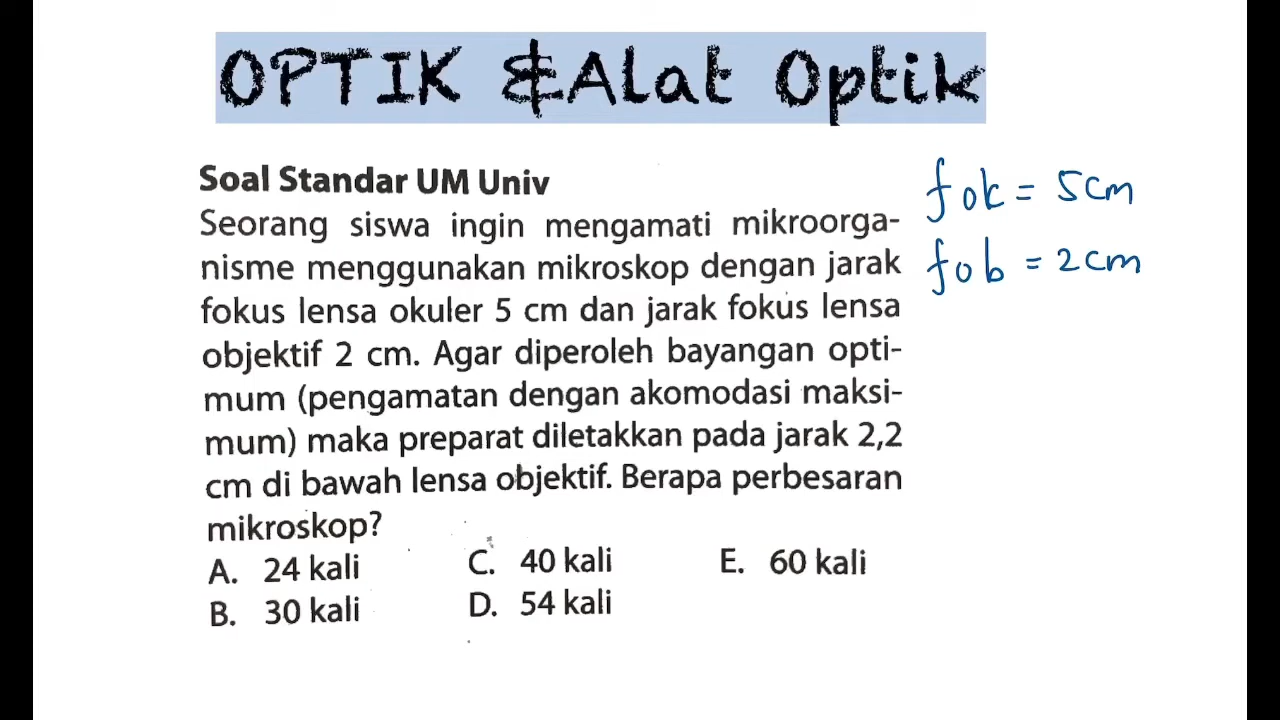 OPTIK & Alat Optik
Soal Standar UM Univ
Seorang siswa ingin mengamati mikroorga-
nisme menggunakan mikroskop dengan jarak
fokus lensa okuler 5 cm dan jarak fokus lensa
objektif 2 cm. Agar diperoleh bayangan opti-
mum (pengamatan dengan akomodasi maksi-
mum) maka preparat diletakkan pada jarak 2,2
cm di bawah lensa objektif. Berapa perbesaran
mikroskop?
A. 24 kali
B. 30 kali
C. 40 kali
D. 54 kali
E. 60 kali
fok = 5cm
fob = 2cm